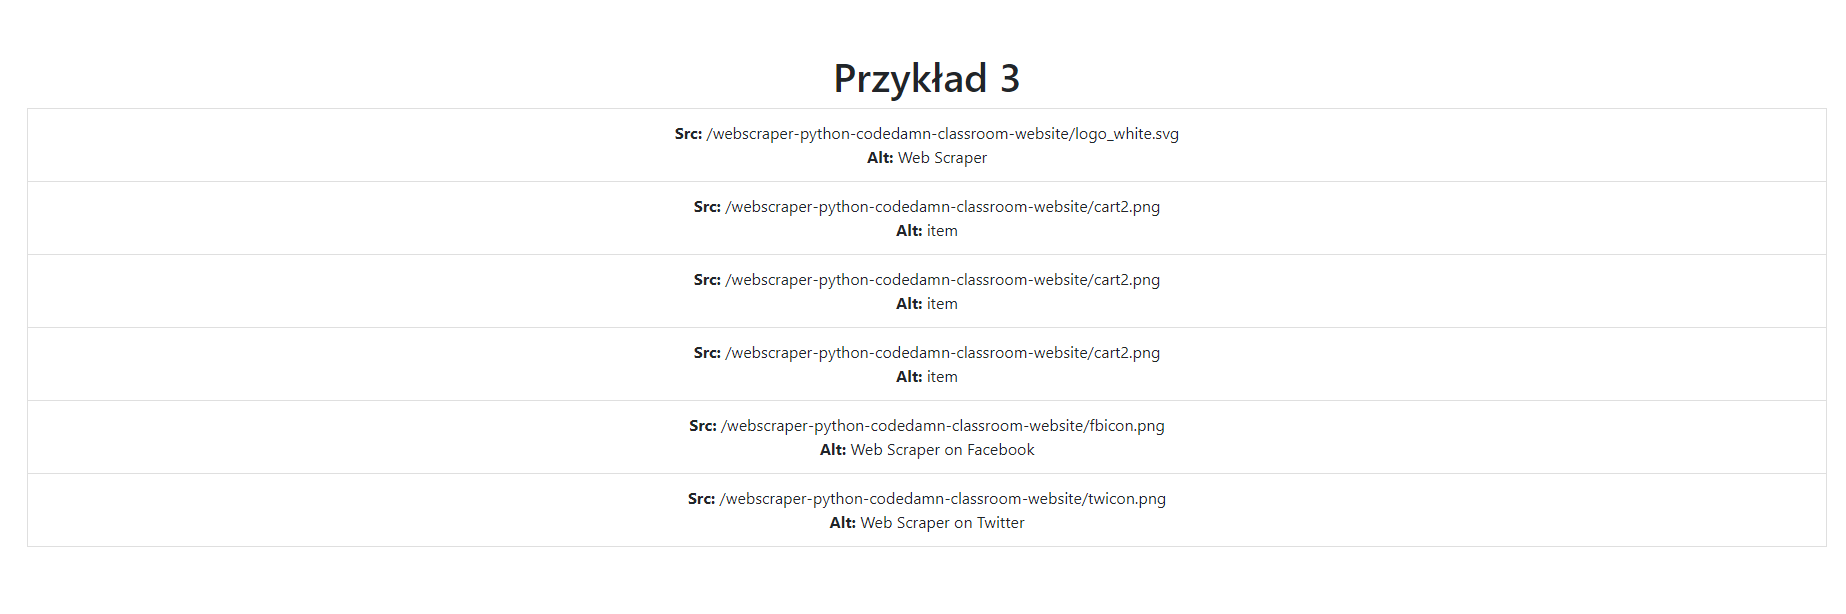 Przykład 3
Src: /webscraper-python-codedamn-classroom-website/logo_white.svg
Alt: Web Scraper
Src: /webscraper-python-codedamn-classroom-website/cart2.png
Alt: item
Src: /webscraper-python-codedamn-classroom-website/cart2.png
Alt: item
Src: /webscraper-python-codedamn-classroom-website/cart2.png
Alt: item
Src: /webscraper-python-codedamn-classroom-website/fbicon.png
Alt: Web Scraper on Facebook
Src: /webscraper-python-codedamn-classroom-website/twicon.png
Alt: Web Scraper on Twitter